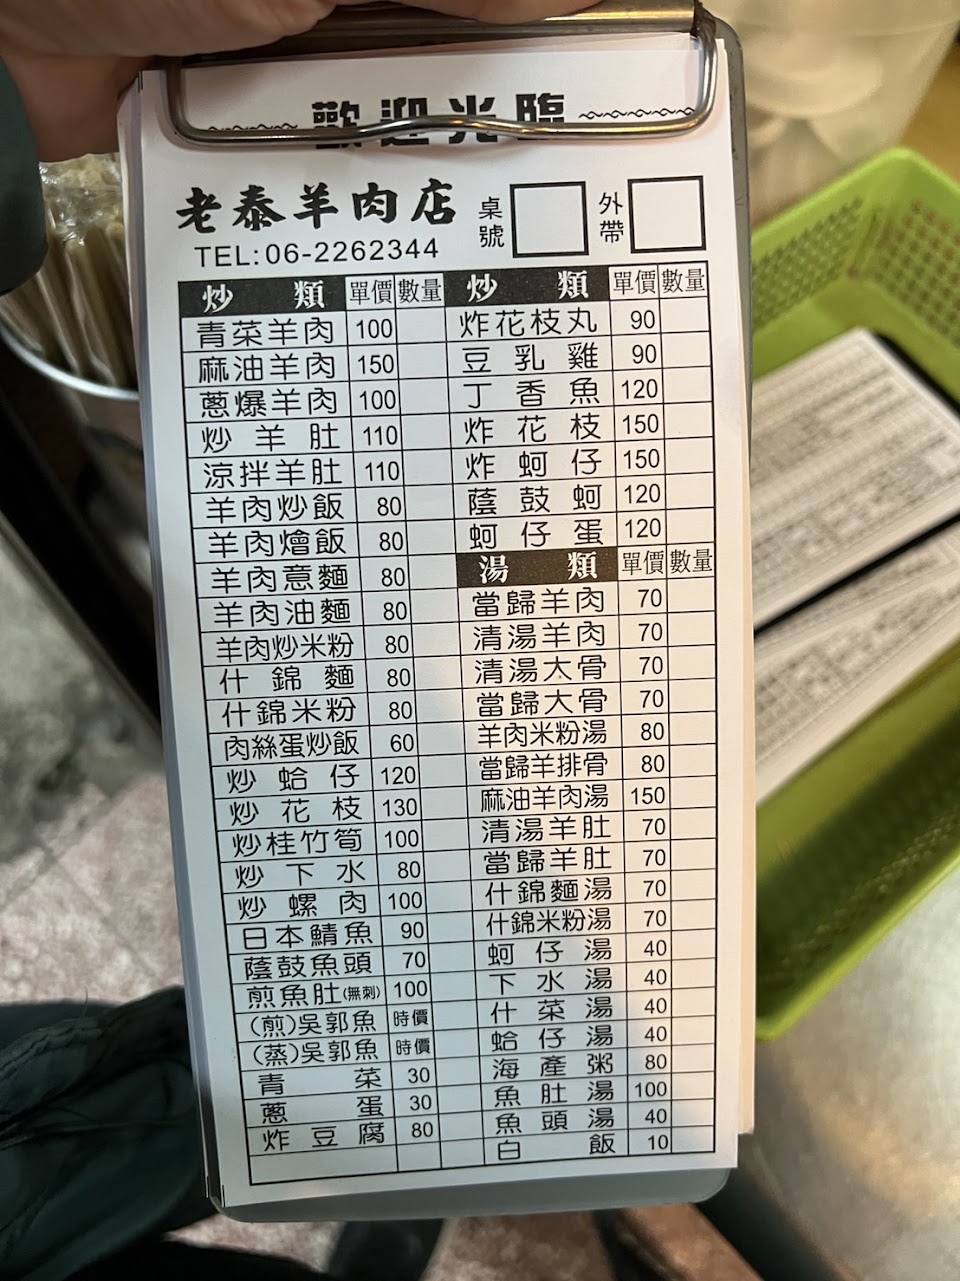 歡迎光臨
老泰羊肉店
TEL:06-2262344
桌號
外帶
炒類 單價 數量
青菜羊肉 100
麻油羊肉 150
蔥爆羊肉 100
炒羊肚 110
涼拌羊肚 110
羊肉炒飯 80
羊肉燴飯 80
羊肉意麵 80
羊肉油麵 80
羊肉炒米粉 80
什錦麵 80
什錦米粉 80
肉絲蛋炒飯 60
炒蛤仔 120
炒花枝 130
炒桂竹筍 100
炒下水 80
炒螺肉 100
日本鯖魚 90
蔭鼓魚頭 70
煎魚肚(無刺) 100
(煎)吳郭魚 時價
(蒸)吳郭魚 時價
青菜 30
蔥蛋 30
炸豆腐 80
炒類 單價 數量
炸花枝丸 90
豆乳雞 90
丁香魚 120
炸花枝 150
炸蚵仔 150
蔭鼓蚵 120
蚵仔蛋 120
湯類 單價 數量
當歸羊肉 70
清湯羊肉 70
清湯大骨 70
當歸大骨 70
羊肉米粉湯 80
當歸羊排骨 80
麻油羊肉湯 150
清湯羊肚 70
當歸羊肚 70
什錦麵湯 70
什錦米粉湯 70
蚵仔湯 40
下水湯 40
什菜湯 40
蛤仔湯 40
海產粥 80
魚肚湯 100
魚頭湯 40
白飯 10